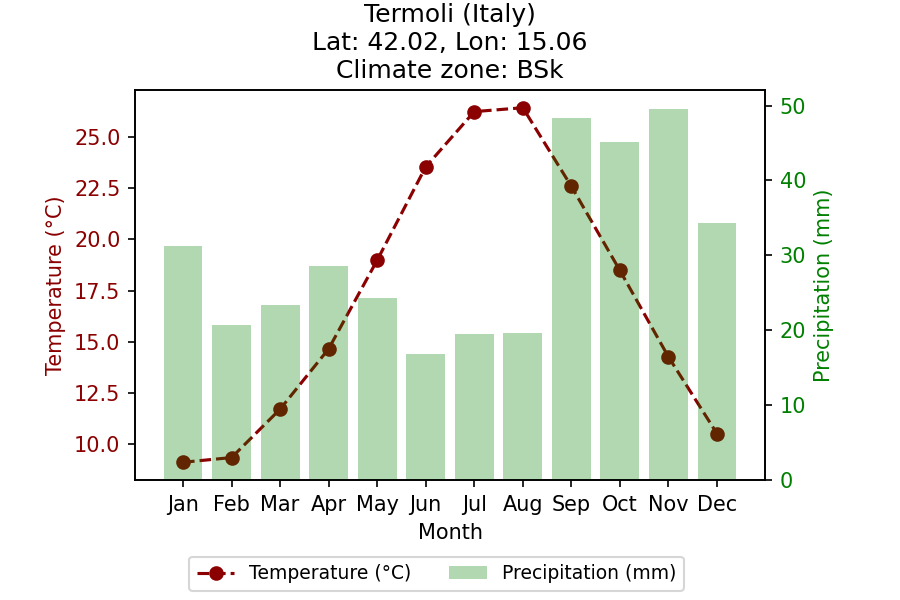 Termoli (Italy)
Lat: 42.02, Lon: 15.06
Climate zone: BSk
Temperature (°C)
25.0
22.5
20.0
17.5
15.0
12.5
10.0
50
40
30
20
10
0
Precipitation (mm)
Jan Feb Mar Apr May Jun Jul Aug Sep Oct Nov Dec
Month
Temperature (°C) Precipitation (mm)